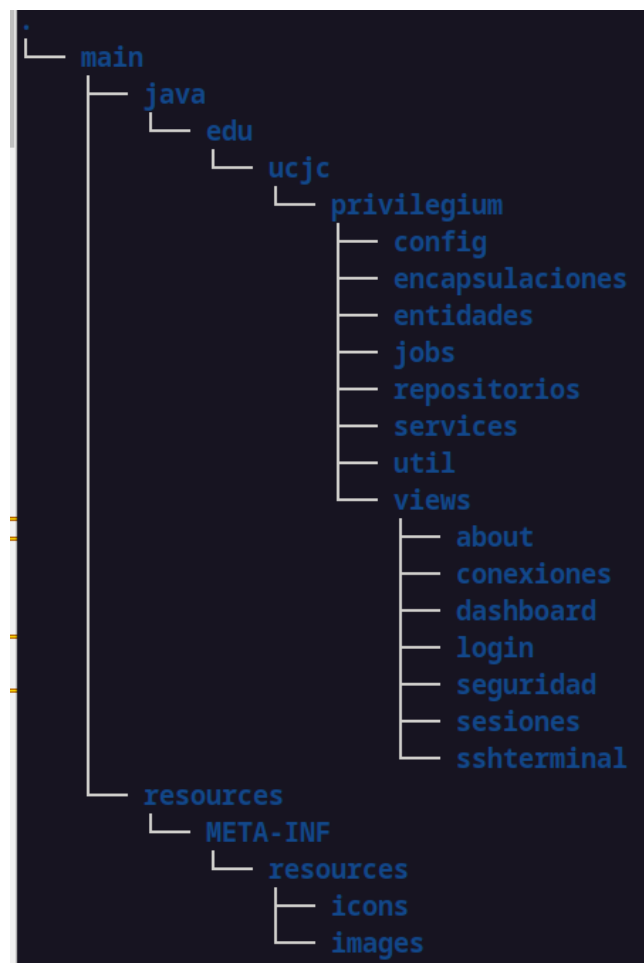 .
main
java
edu
ucjc
privilegium
config
encapsulaciones
entidades
jobs
repositorios
services
util
views
about
conexiones
dashboard
login
seguridad
sesiones
sshterminal
resources
META-INF
resources
icons
images